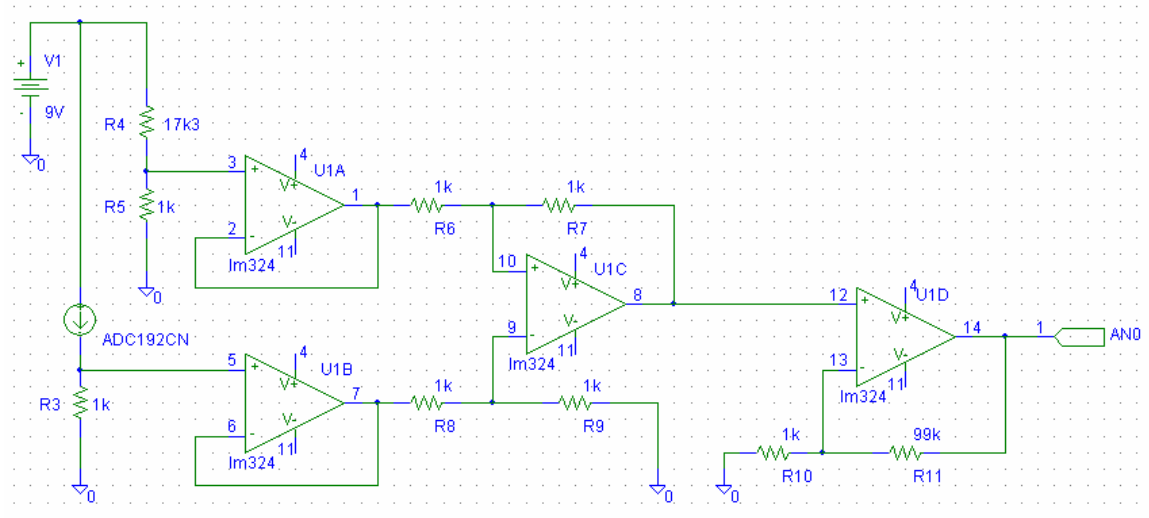 + V1
9V
-
0
R4 17k3
R5 1k
0
ADC192CN
R3 1k
0
3 + V+ 4 U1A
1
2 - V- 11
lm324
5 + V+ 4 U1B
7
6 - V- 11
lm324
1k
R6
1k
R7
10 + V+ 4 U1C
8
9 - V- 11
lm324
1k
R8
1k
R9
0
12 + V+ 4 U1D
14
13 - V- 11
lm324
1 AN0
1k
R10
99k
R11
0